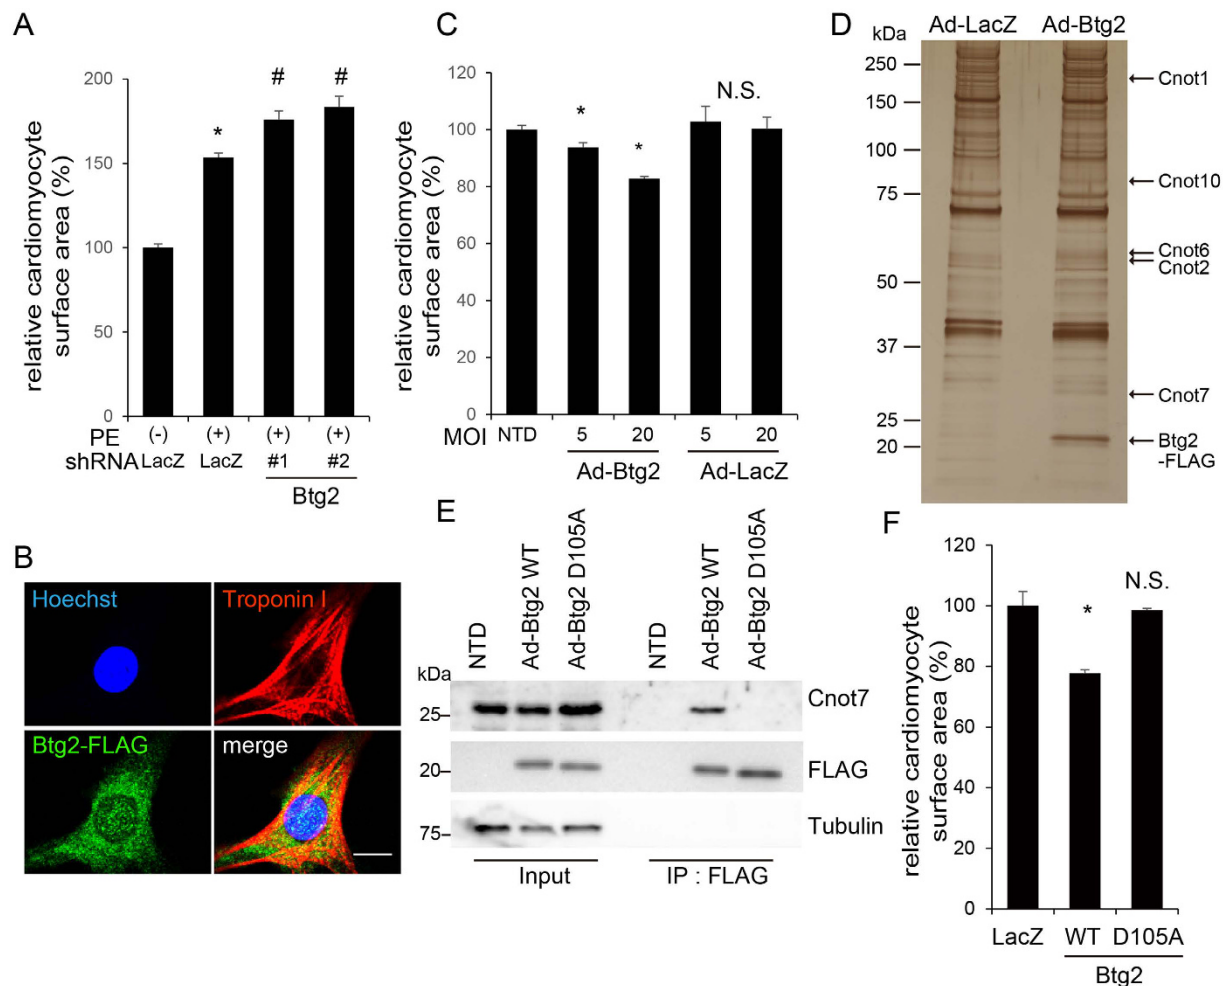 A
relative cardiomyocyte
surface area (%)
200
150
100
50
0
*
#
#
PE (-) (+) (+) (+)
shRNA LacZ LacZ #1 #2
Btg2
B
Hoechst
Troponin I
Btg2-FLAG
merge
C
relative cardiomyocyte
surface area (%)
120
100
80
60
40
20
0
*
*
N.S.
MOI NTD 5 20 5 20
Ad-Btg2 Ad-LacZ
D
kDa Ad-LacZ Ad-Btg2
250
150
100
75
50
37
25
20
Cnot1
Cnot10
Cnot6
Cnot2
Cnot7
Btg2
-FLAG
E
NTD
Ad-Btg2 WT
Ad-Btg2 D105A
NTD
Ad-Btg2 WT
Ad-Btg2 D105A
kDa
25
Cnot7
20
FLAG
75
Tubulin
Input
IP : FLAG
F
relative cardiomyocyte
surface area (%)
120
100
80
60
40
20
0
*
N.S.
LacZ WT D105A
Btg2